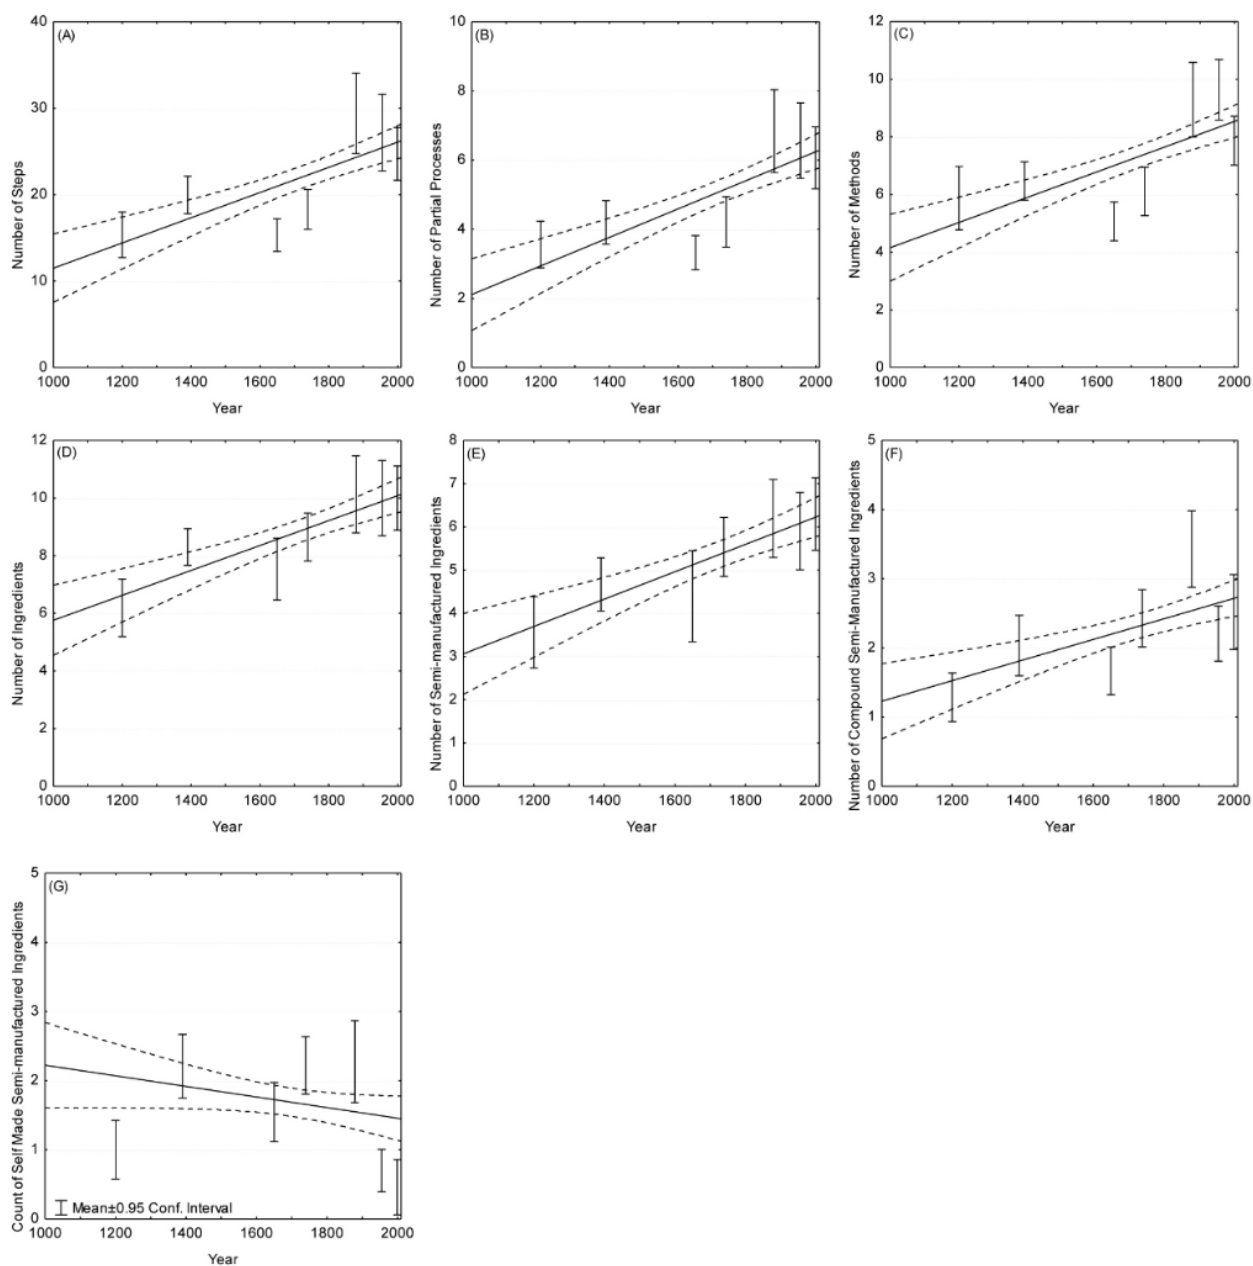 (A)
Number of Steps
40
30
20
10
0
1000 1200 1400 1600 1800 2000
Year
(B)
Number of Partial Processes
10
8
6
4
2
0
1000 1200 1400 1600 1800 2000
Year
(C)
Number of Methods
12
10
8
6
4
2
0
1000 1200 1400 1600 1800 2000
Year
(D)
Number of Ingredients
12
10
8
6
4
2
0
1000 1200 1400 1600 1800 2000
Year
(E)
Number of Semi-manufactured Ingredients
8
7
6
5
4
3
2
1
0
1000 1200 1400 1600 1800 2000
Year
(F)
Number of Compound Semi-Manufactured Ingredients
5
4
3
2
1
0
1000 1200 1400 1600 1800 2000
Year
(G)
Count of Self Made Semi-manufactured Ingredients
5
4
3
2
1
0
Mean±0.95 Conf. Interval
1000 1200 1400 1600 1800 2000
Year